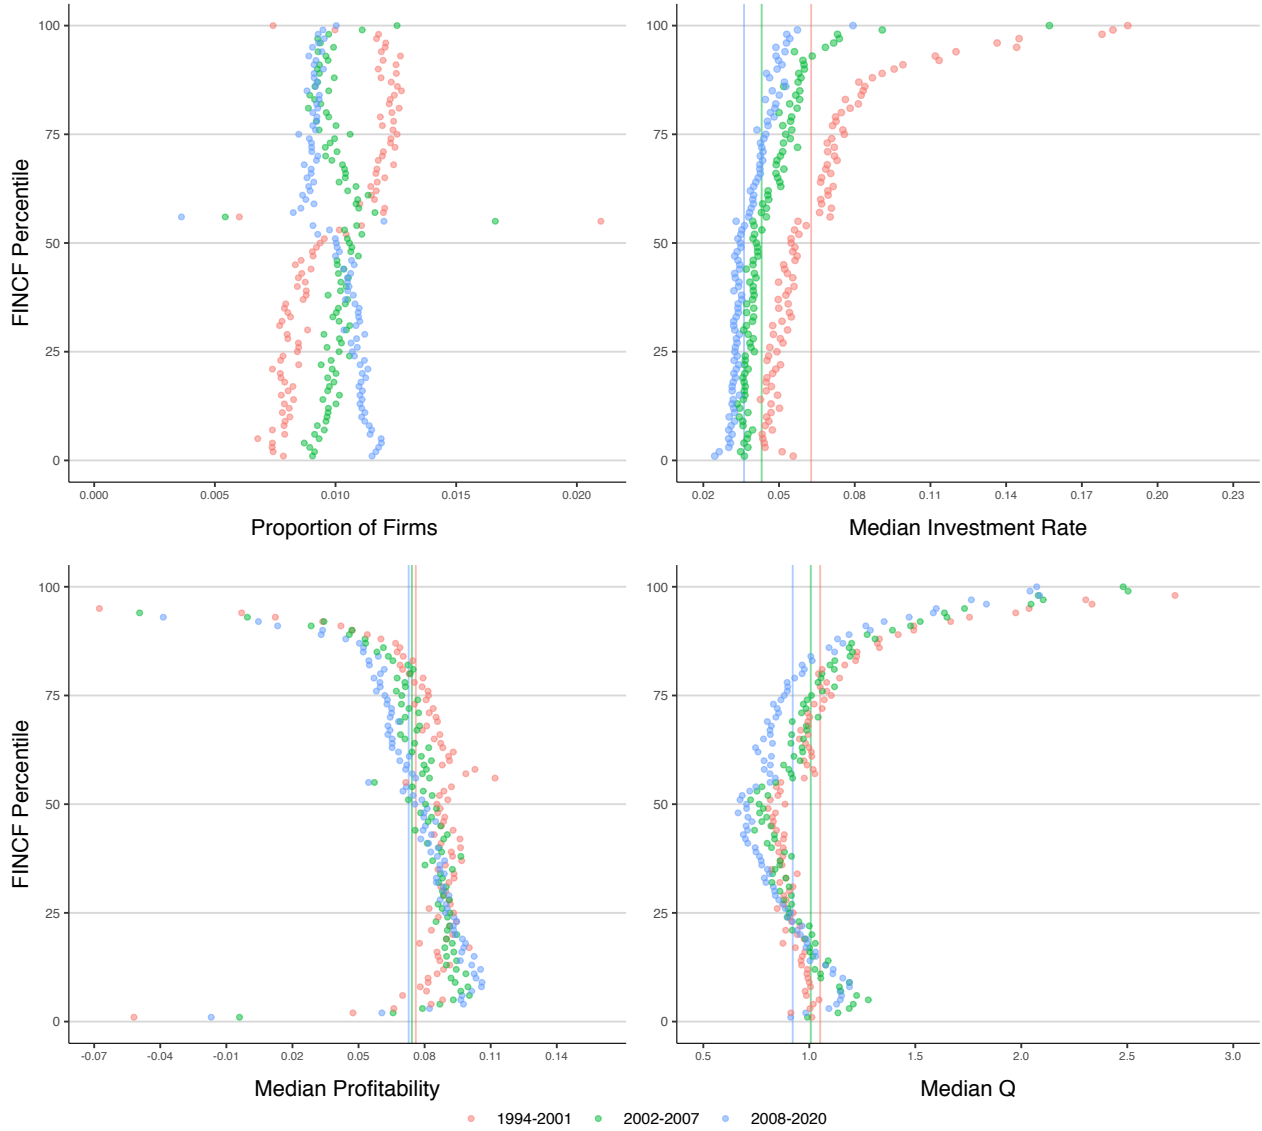 FINCF Percentile
100
75
50
25
0
0.000 0.005 0.010 0.015 0.020
Proportion of Firms
100
75
50
25
0
0.02 0.05 0.08 0.11 0.14 0.17 0.20 0.23
Median Investment Rate
FINCF Percentile
100
75
50
25
0
-0.07 -0.04 -0.01 0.02 0.05 0.08 0.11 0.14
Median Profitability
100
75
50
25
0
0.5 1.0 1.5 2.0 2.5 3.0
Median Q
1994-2001 2002-2007 2008-2020